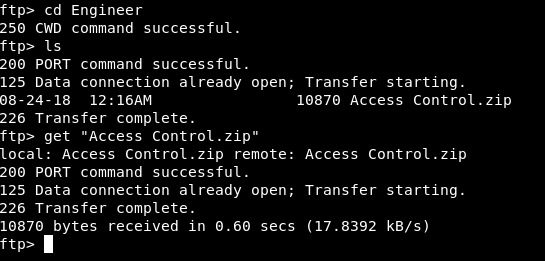 ftp> cd Engineer
250 CWD command successful.
ftp> ls
200 PORT command successful.
125 Data connection already open; Transfer starting.
08-24-18  12:16AM                10870 Access Control.zip
226 Transfer complete.
ftp> get "Access Control.zip"
local: Access Control.zip remote: Access Control.zip
200 PORT command successful.
125 Data connection already open; Transfer starting.
226 Transfer complete.
10870 bytes received in 0.60 secs (17.8392 kB/s)
ftp>